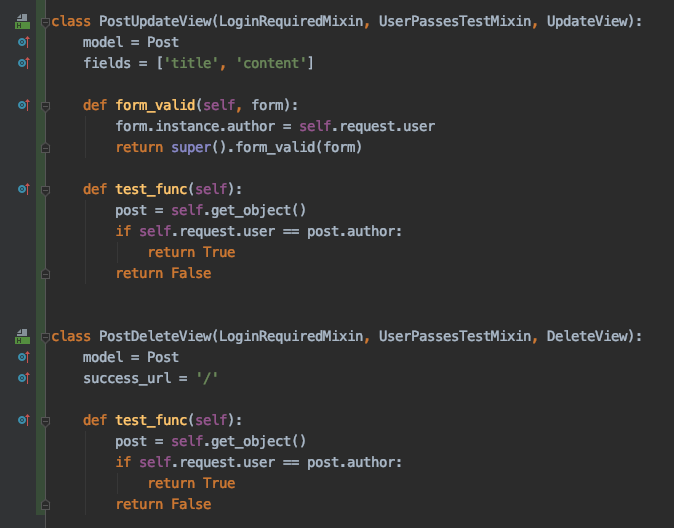 class PostUpdateView(LoginRequiredMixin, UserPassesTestMixin, UpdateView):
    model = Post
    fields = ['title', 'content']

    def form_valid(self, form):
        form.instance.author = self.request.user
        return super().form_valid(form)

    def test_func(self):
        post = self.get_object()
        if self.request.user == post.author:
            return True
        return False


class PostDeleteView(LoginRequiredMixin, UserPassesTestMixin, DeleteView):
    model = Post
    success_url = '/'

    def test_func(self):
        post = self.get_object()
        if self.request.user == post.author:
            return True
        return False